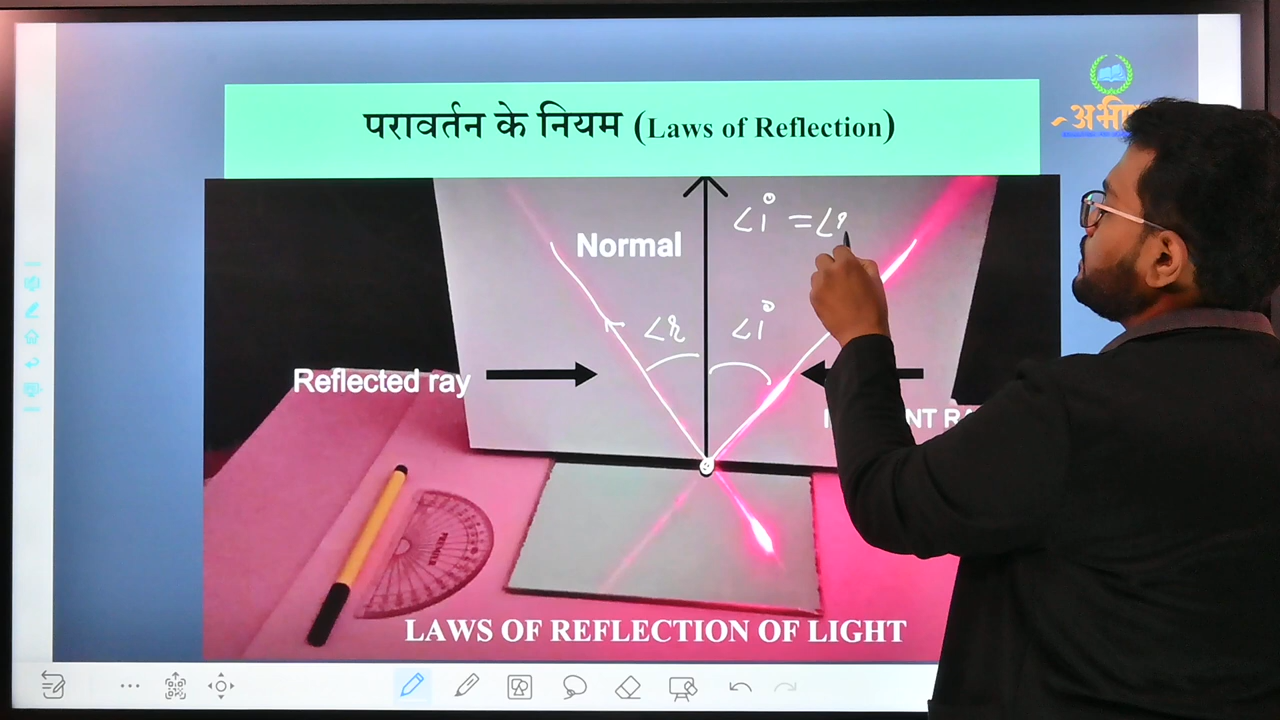 परावर्तन के नियम (Laws of Reflection)
∠i = ∠r
Normal
∠r
∠i
Reflected ray
LAWS OF REFLECTION OF LIGHT